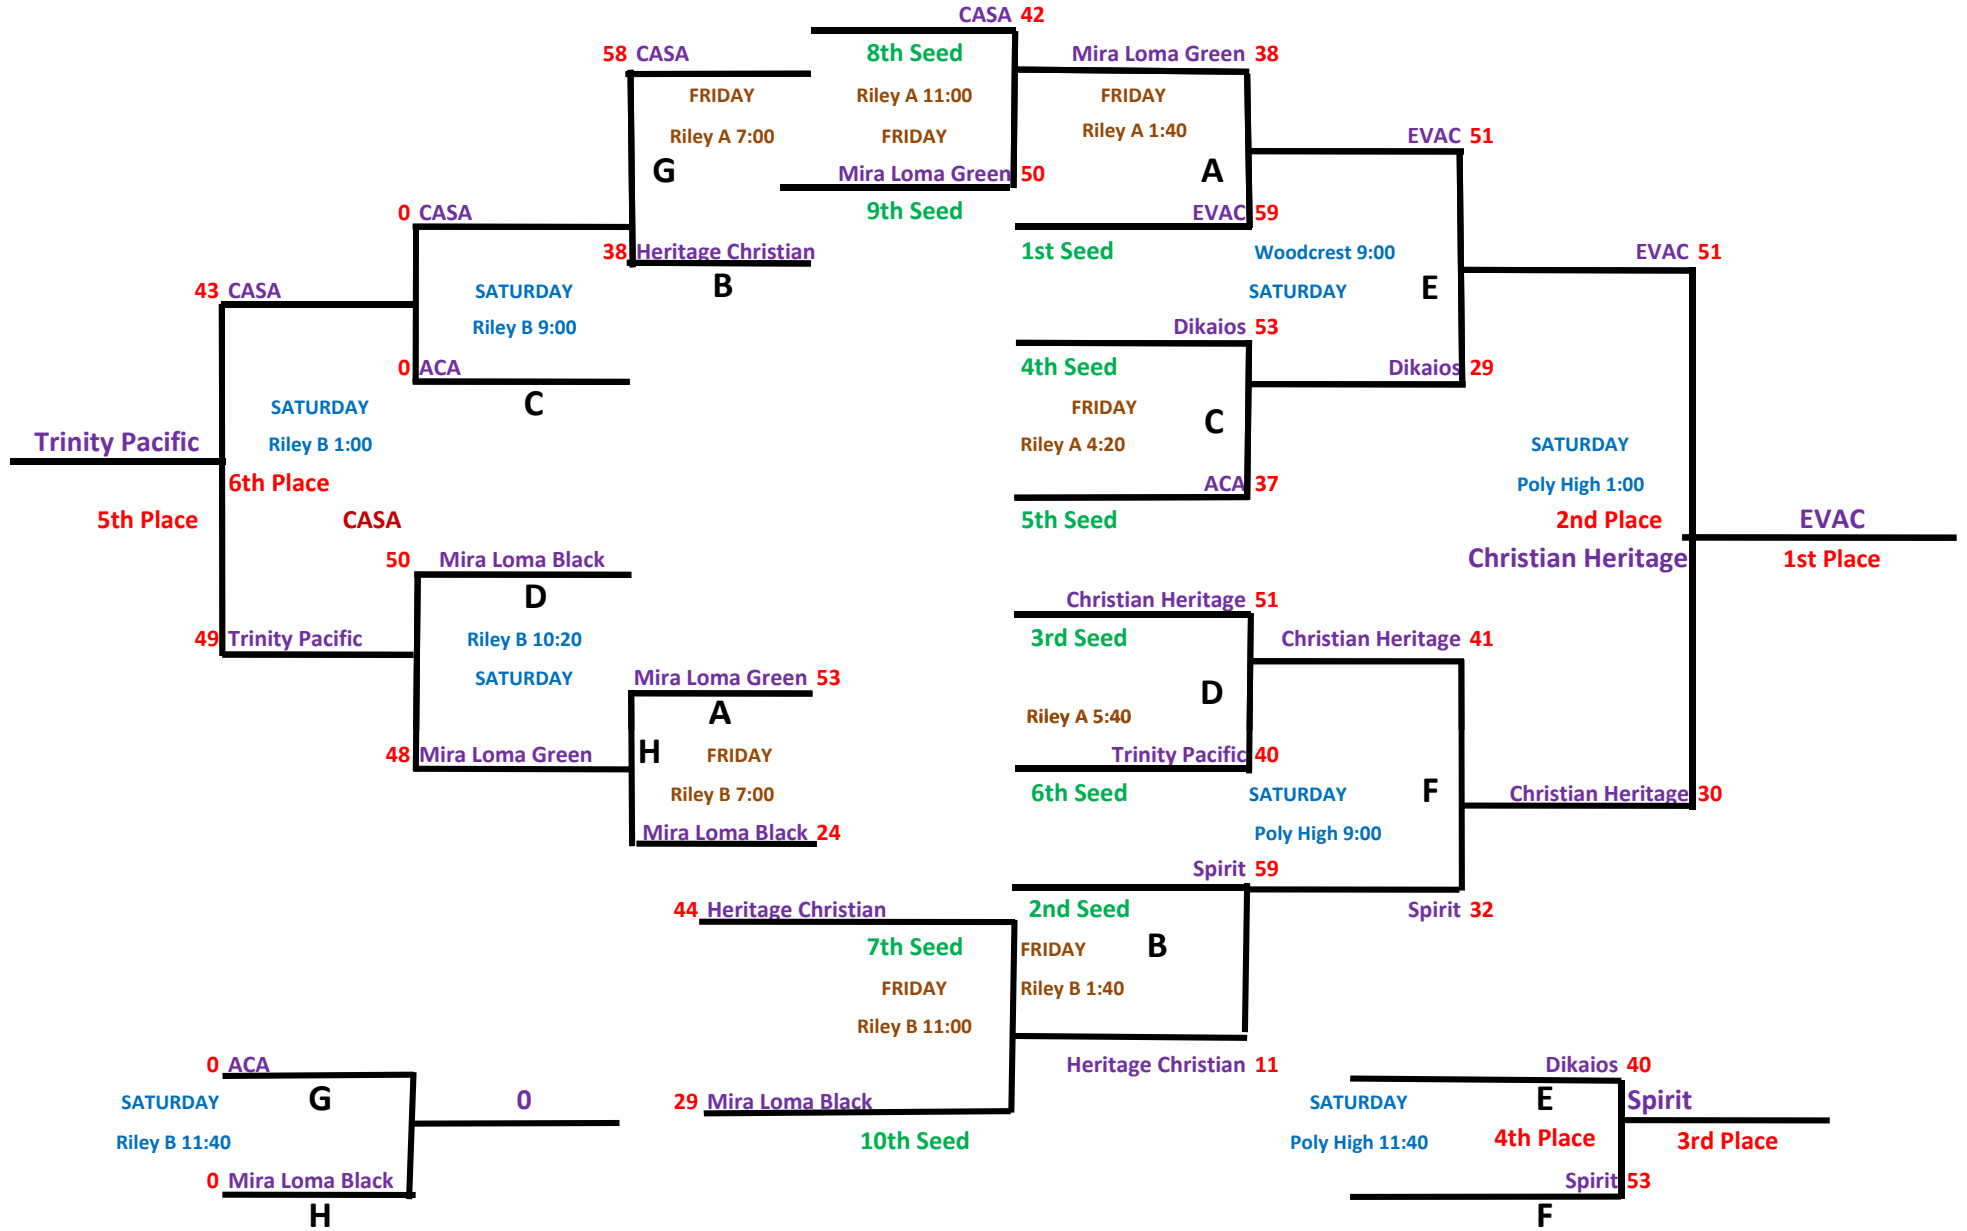 CASA 42
58 CASA
8th Seed
Mira Loma Green 38
FRIDAY
Riley A 11:00
FRIDAY
Riley A 7:00
FRIDAY
Riley A 1:40
EVAC 51
G
Mira Loma Green 50
A
0 CASA
9th Seed
EVAC 59
38 Heritage Christian
1st Seed
Woodcrest 9:00
EVAC 51
B
43 CASA
SATURDAY
SATURDAY
E
Riley B 9:00
Dikaios 53
0 ACA
4th Seed
Dikaios 29
C
SATURDAY
FRIDAY
C
Trinity Pacific
Riley B 1:00
Riley A 4:20
SATURDAY
6th Place
ACA 37
Poly High 1:00
5th Place
CASA
5th Seed
2nd Place
EVAC
50 Mira Loma Black
Christian Heritage
1st Place
D
Christian Heritage 51
49 Trinity Pacific
Riley B 10:20
3rd Seed
Christian Heritage 41
SATURDAY
Mira Loma Green 53
A
D
Riley A 5:40
48 Mira Loma Green
H
FRIDAY
Trinity Pacific 40
Riley B 7:00
6th Seed
SATURDAY
F
Christian Heritage 30
Mira Loma Black 24
Poly High 9:00
Spirit 59
44 Heritage Christian
2nd Seed
Spirit 32
7th Seed
FRIDAY
B
FRIDAY
Riley B 1:40
Riley B 11:00
0 ACA
Heritage Christian 11
Dikaios 40
SATURDAY
G
0
29 Mira Loma Black
SATURDAY
E
Spirit
Riley B 11:40
10th Seed
Poly High 11:40
4th Place
3rd Place
0 Mira Loma Black
Spirit 53
H
F